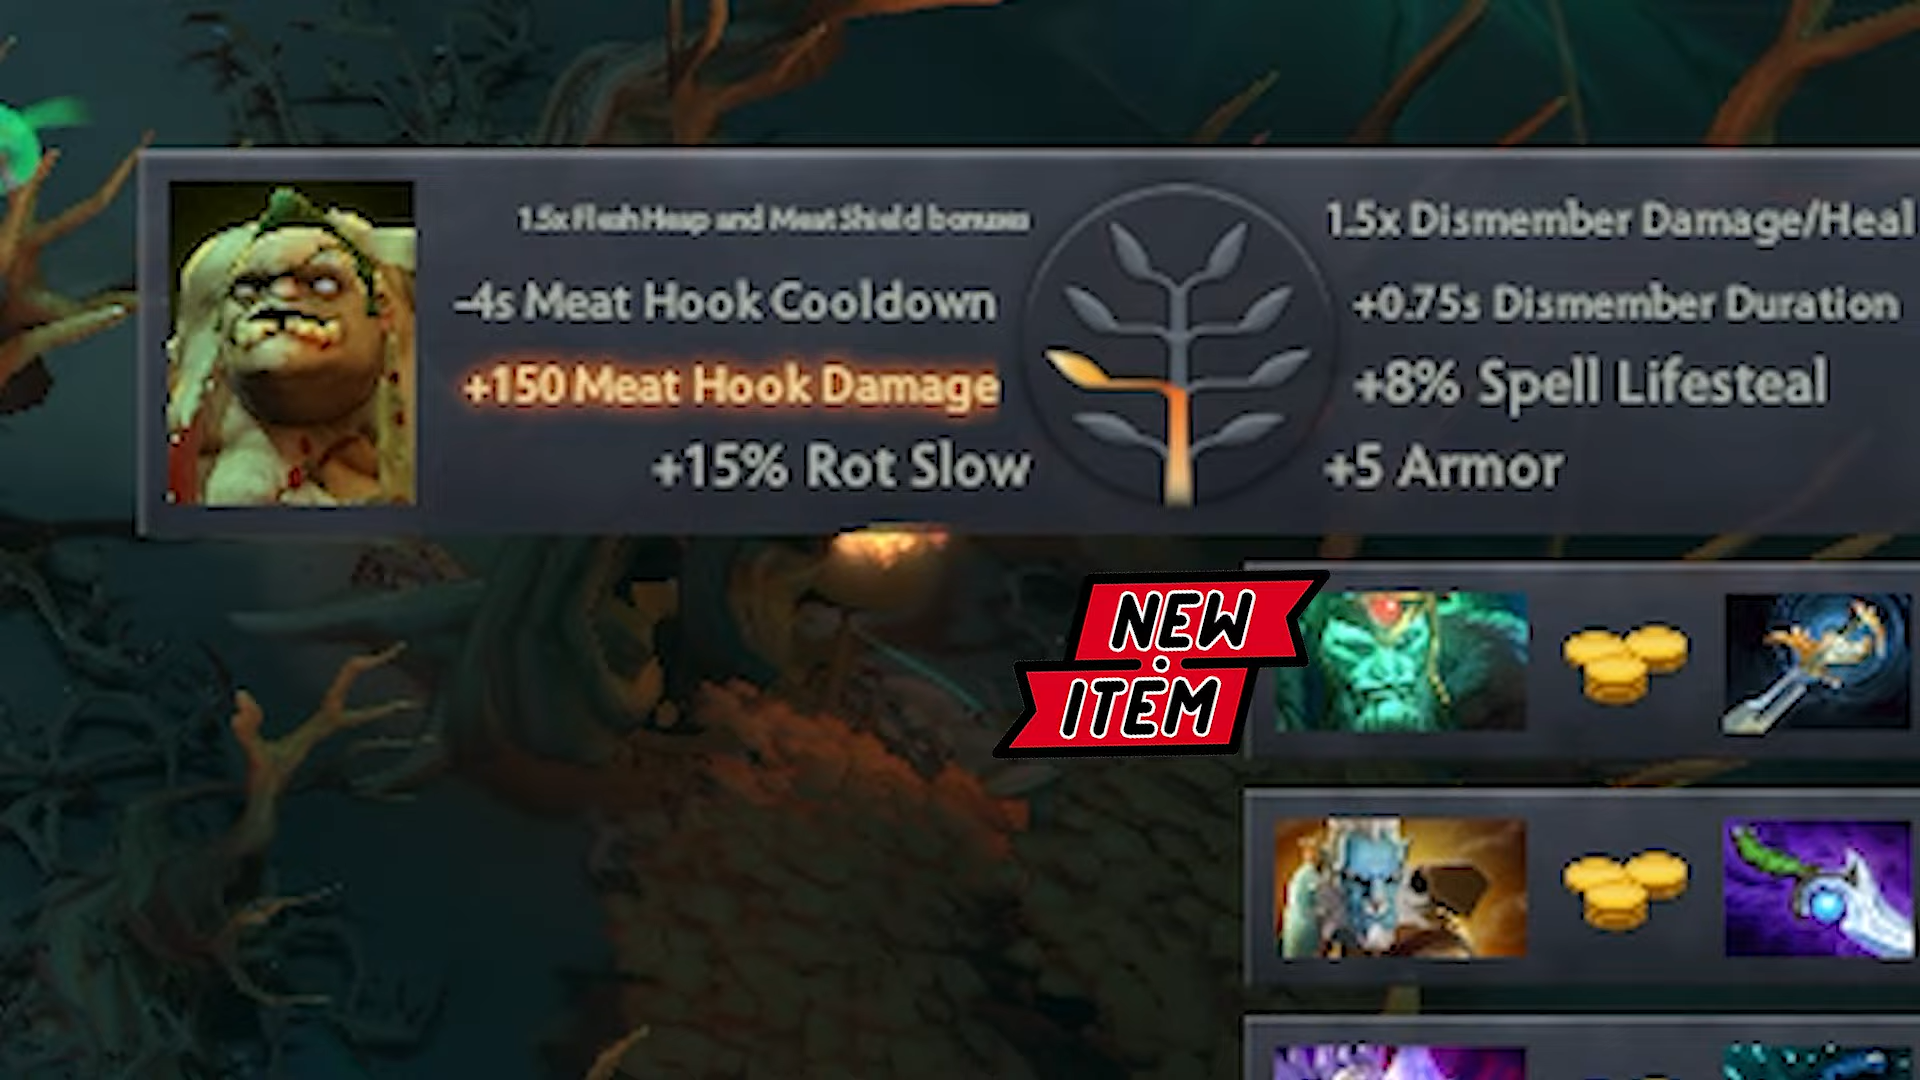 1.5x Flesh Heap and Meat Shield bonuses
1.5x Dismember Damage/Heal
-4s Meat Hook Cooldown
+0.75s Dismember Duration
+150 Meat Hook Damage
+8% Spell Lifesteal
+15% Rot Slow
+5 Armor
NEW
ITEM